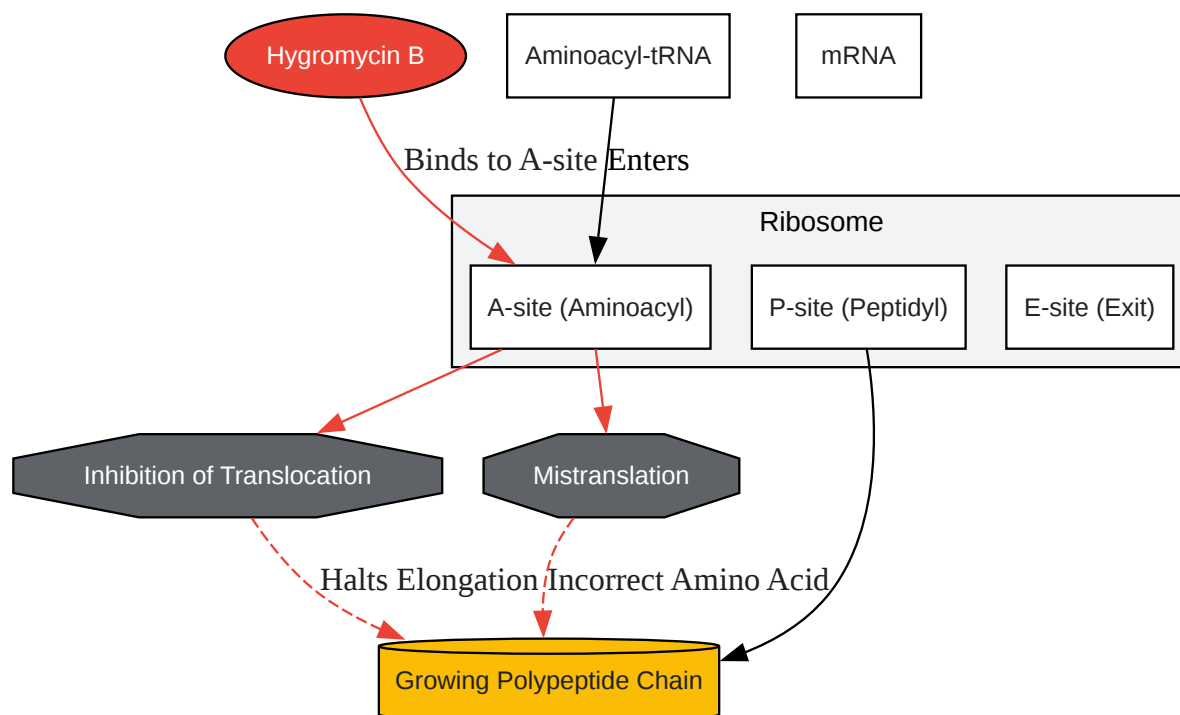 Hygromycin B
Aminoacyl-tRNA
mRNA
Binds to A-site
Enters
Ribosome
A-site (Aminoacyl)
P-site (Peptidyl)
E-site (Exit)
Inhibition of Translocation
Mistranslation
Halts Elongation
Incorrect Amino Acid
Growing Polypeptide Chain